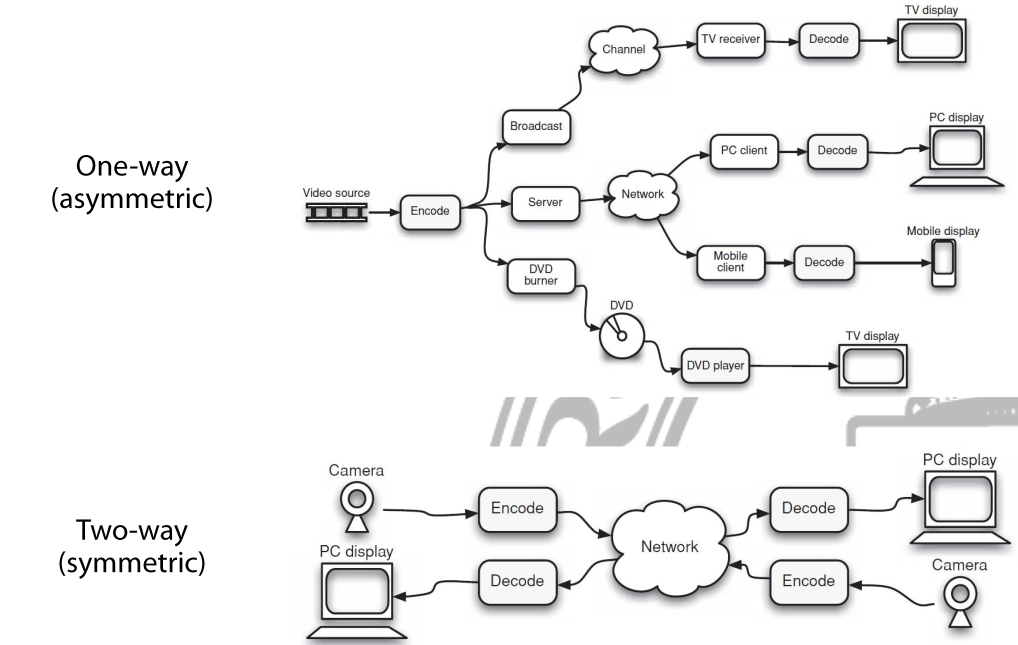 One-way
(asymmetric)
Video source
Encode
Broadcast
Channel
TV receiver
Decode
TV display
Server
Network
PC client
Decode
PC display
Mobile
client
Decode
Mobile display
DVD
burner
DVD
DVD player
TV display
Two-way
(symmetric)
Camera
Encode
Network
Decode
PC display
PC display
Decode
Encode
Camera